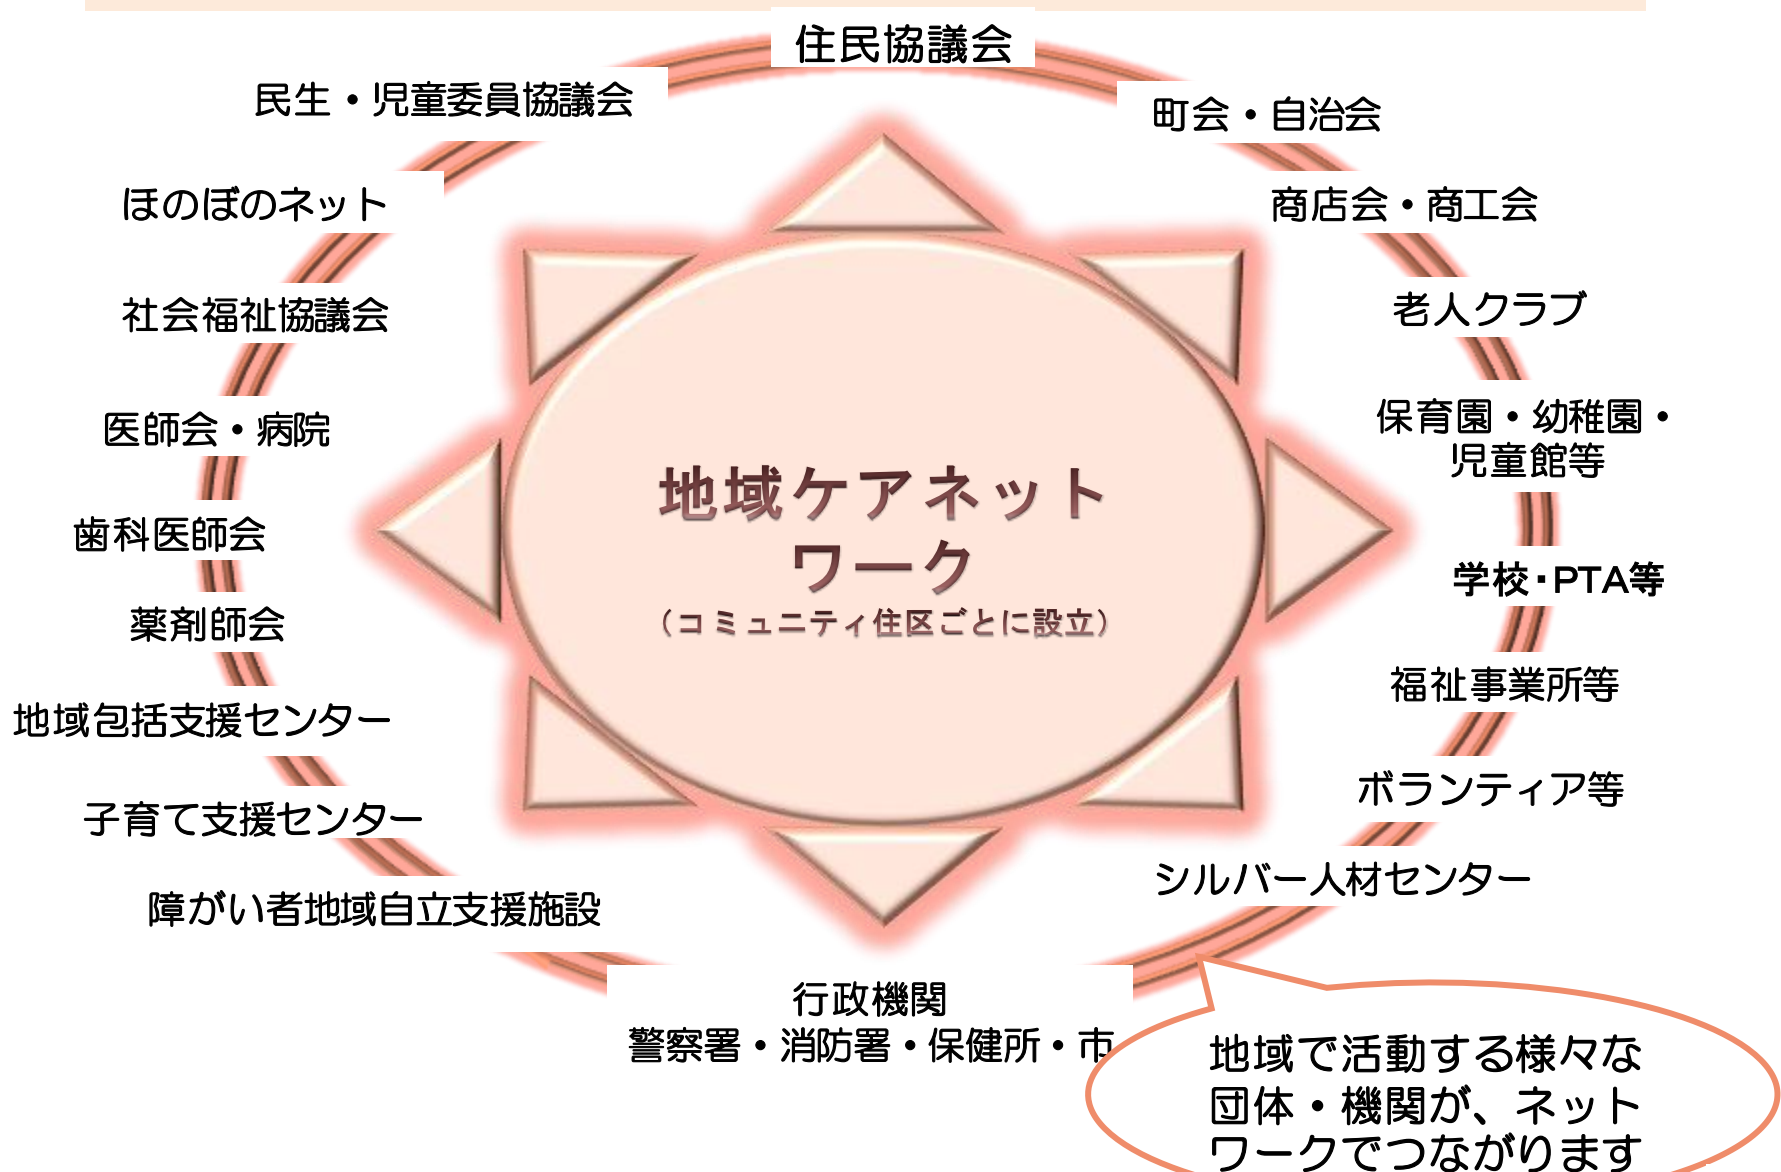 住民協議会
民生・児童委員協議会
町会・自治会
ほのぼのネット
商店会・商工会
社会福祉協議会
老人クラブ
医師会・病院
保育園・幼稚園・
児童館等
地域ケアネット
ワーク
（コミュニティ住区ごとに設立）
歯科医師会
学校・PTA等
薬剤師会
福祉事業所等
地域包括支援センター
ボランティア等
子育て支援センター
シルバー人材センター
障がい者地域自立支援施設
行政機関
警察署・消防署・保健所・市
地域で活動する様々な
団体・機関が、ネット
ワークでつながります